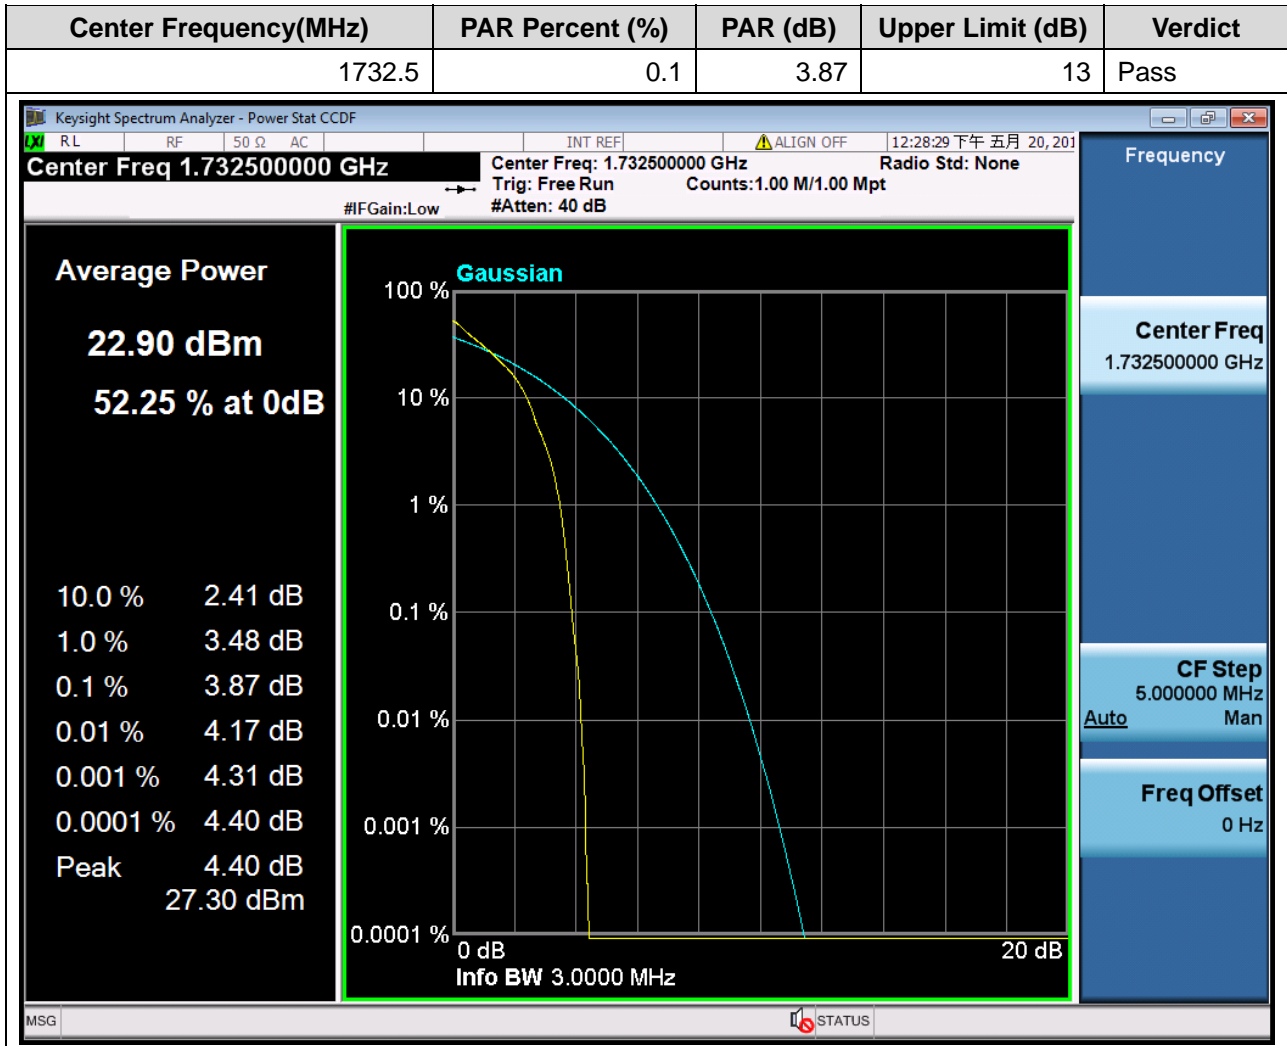 Center Frequency(MHz) PAR Percent (%) PAR (dB) Upper Limit (dB) Verdict
1732.5 0.1 3.87 13 Pass
Keysight Spectrum Analyzer - Power Stat CCDF
LXI RL RF 50 Ω AC INT REF ALIGN OFF 12:28:29 下午 五月 20, 201
Center Freq 1.732500000 GHz
Center Freq: 1.732500000 GHz Radio Std: None
Trig: Free Run Counts:1.00 M/1.00 Mpt
#IFGain:Low #Atten: 40 dB
Average Power
22.90 dBm
52.25 % at 0dB
10.0 % 2.41 dB
1.0 % 3.48 dB
0.1 % 3.87 dB
0.01 % 4.17 dB
0.001 % 4.31 dB
0.0001 % 4.40 dB
Peak 4.40 dB
27.30 dBm
Gaussian
100 %
10 %
1 %
0.1 %
0.01 %
0.001 %
0.0001 %
0 dB 20 dB
Info BW 3.0000 MHz
Frequency
Center Freq
1.732500000 GHz
CF Step
5.000000 MHz
Auto Man
Freq Offset
0 Hz
MSG STATUS